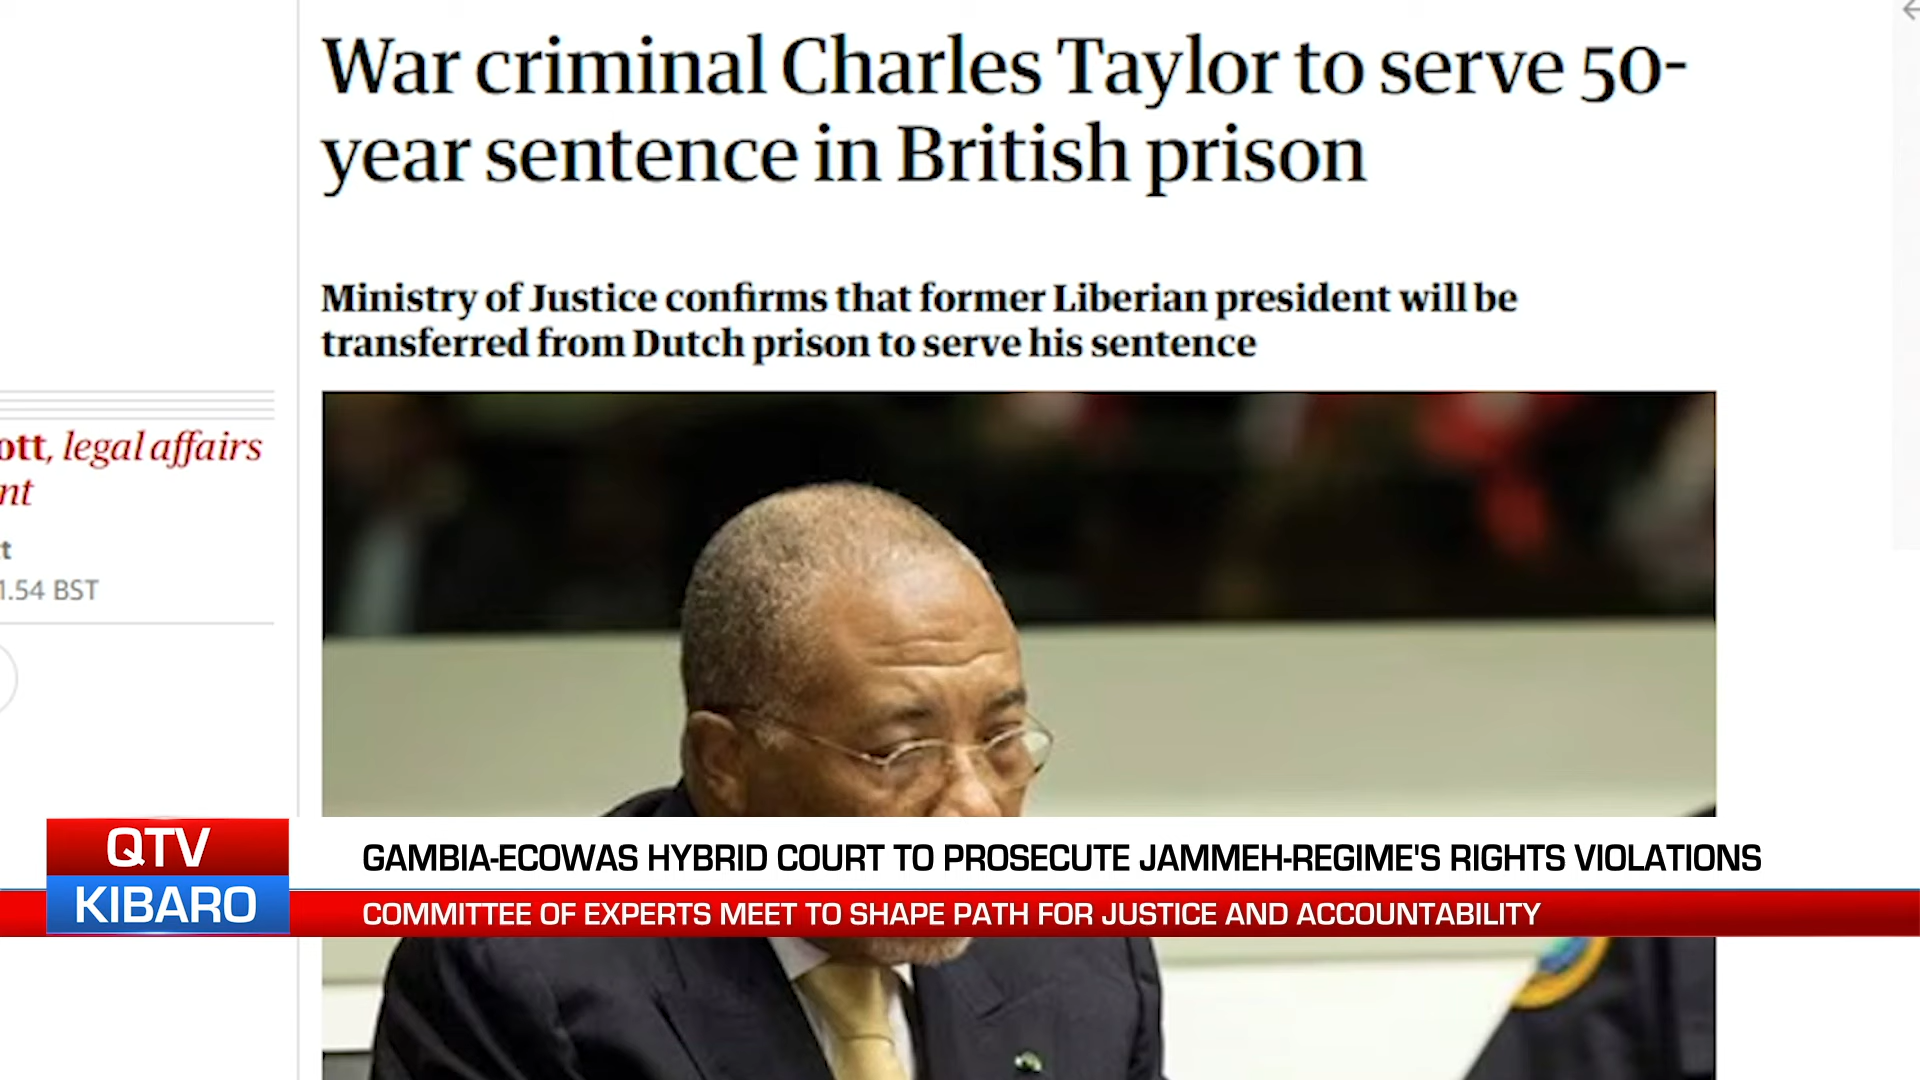 War criminal Charles Taylor to serve 50-
year sentence in British prison
Ministry of Justice confirms that former Liberian president will be
transferred from Dutch prison to serve his sentence
ott, legal affairs
nt
t
1.54 BST
QTV
KIBARO
GAMBIA-ECOWAS HYBRID COURT TO PROSECUTE JAMMEH-REGIME'S RIGHTS VIOLATIONS
COMMITTEE OF EXPERTS MEET TO SHAPE PATH FOR JUSTICE AND ACCOUNTABILITY